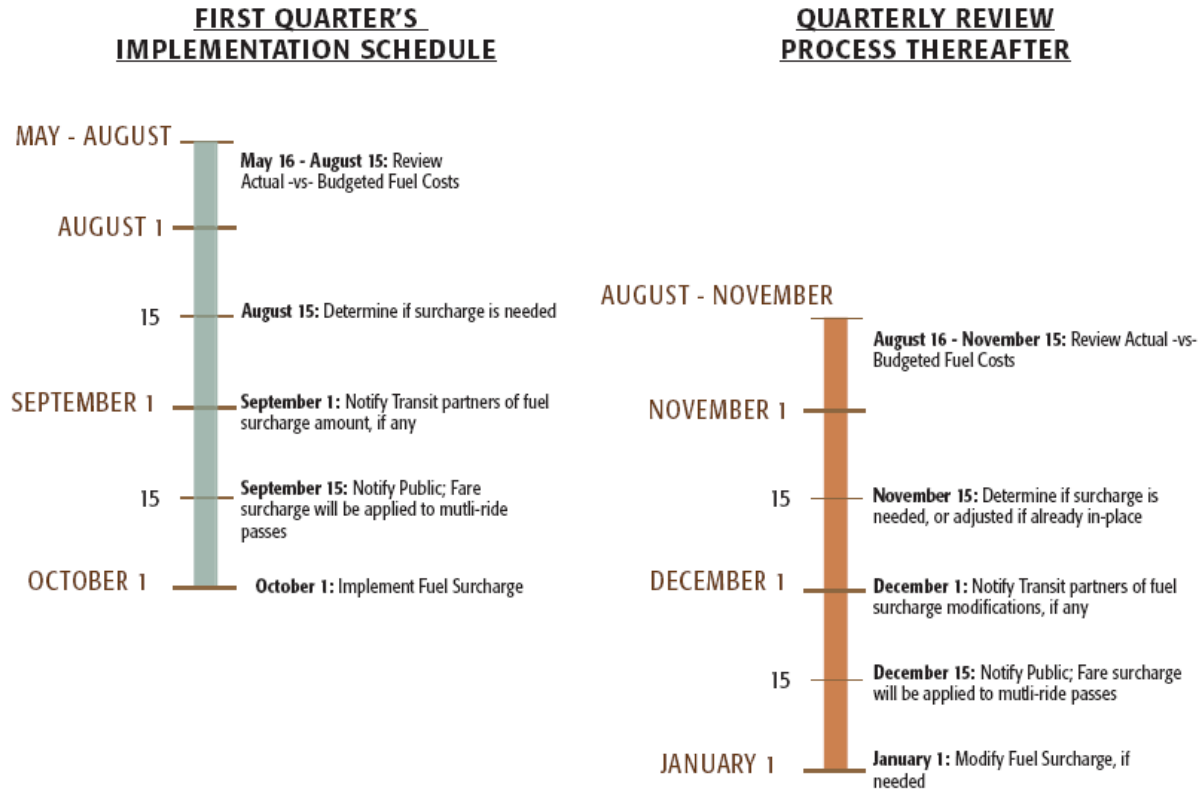 FIRST QUARTER'S
IMPLEMENTATION SCHEDULE
MAY - AUGUST
May 16 - August 15: Review
Actual -vs- Budgeted Fuel Costs
AUGUST 1
15
August 15: Determine if surcharge is needed
SEPTEMBER 1
September 1: Notify Transit partners of fuel
surcharge amount, if any
15
September 15: Notify Public; Fare
surcharge will be applied to mutli-ride
passes
OCTOBER 1
October 1: Implement Fuel Surcharge
QUARTERLY REVIEW
PROCESS THEREAFTER
AUGUST - NOVEMBER
August 16 - November 15: Review Actual -vs-
Budgeted Fuel Costs
NOVEMBER 1
15
November 15: Determine if surcharge is
needed, or adjusted if already in-place
DECEMBER 1
December 1: Notify Transit partners of fuel
surcharge modifications, if any
15
December 15: Notify Public; Fare surcharge
will be applied to mutli-ride passes
JANUARY 1
January 1: Modify Fuel Surcharge, if
needed